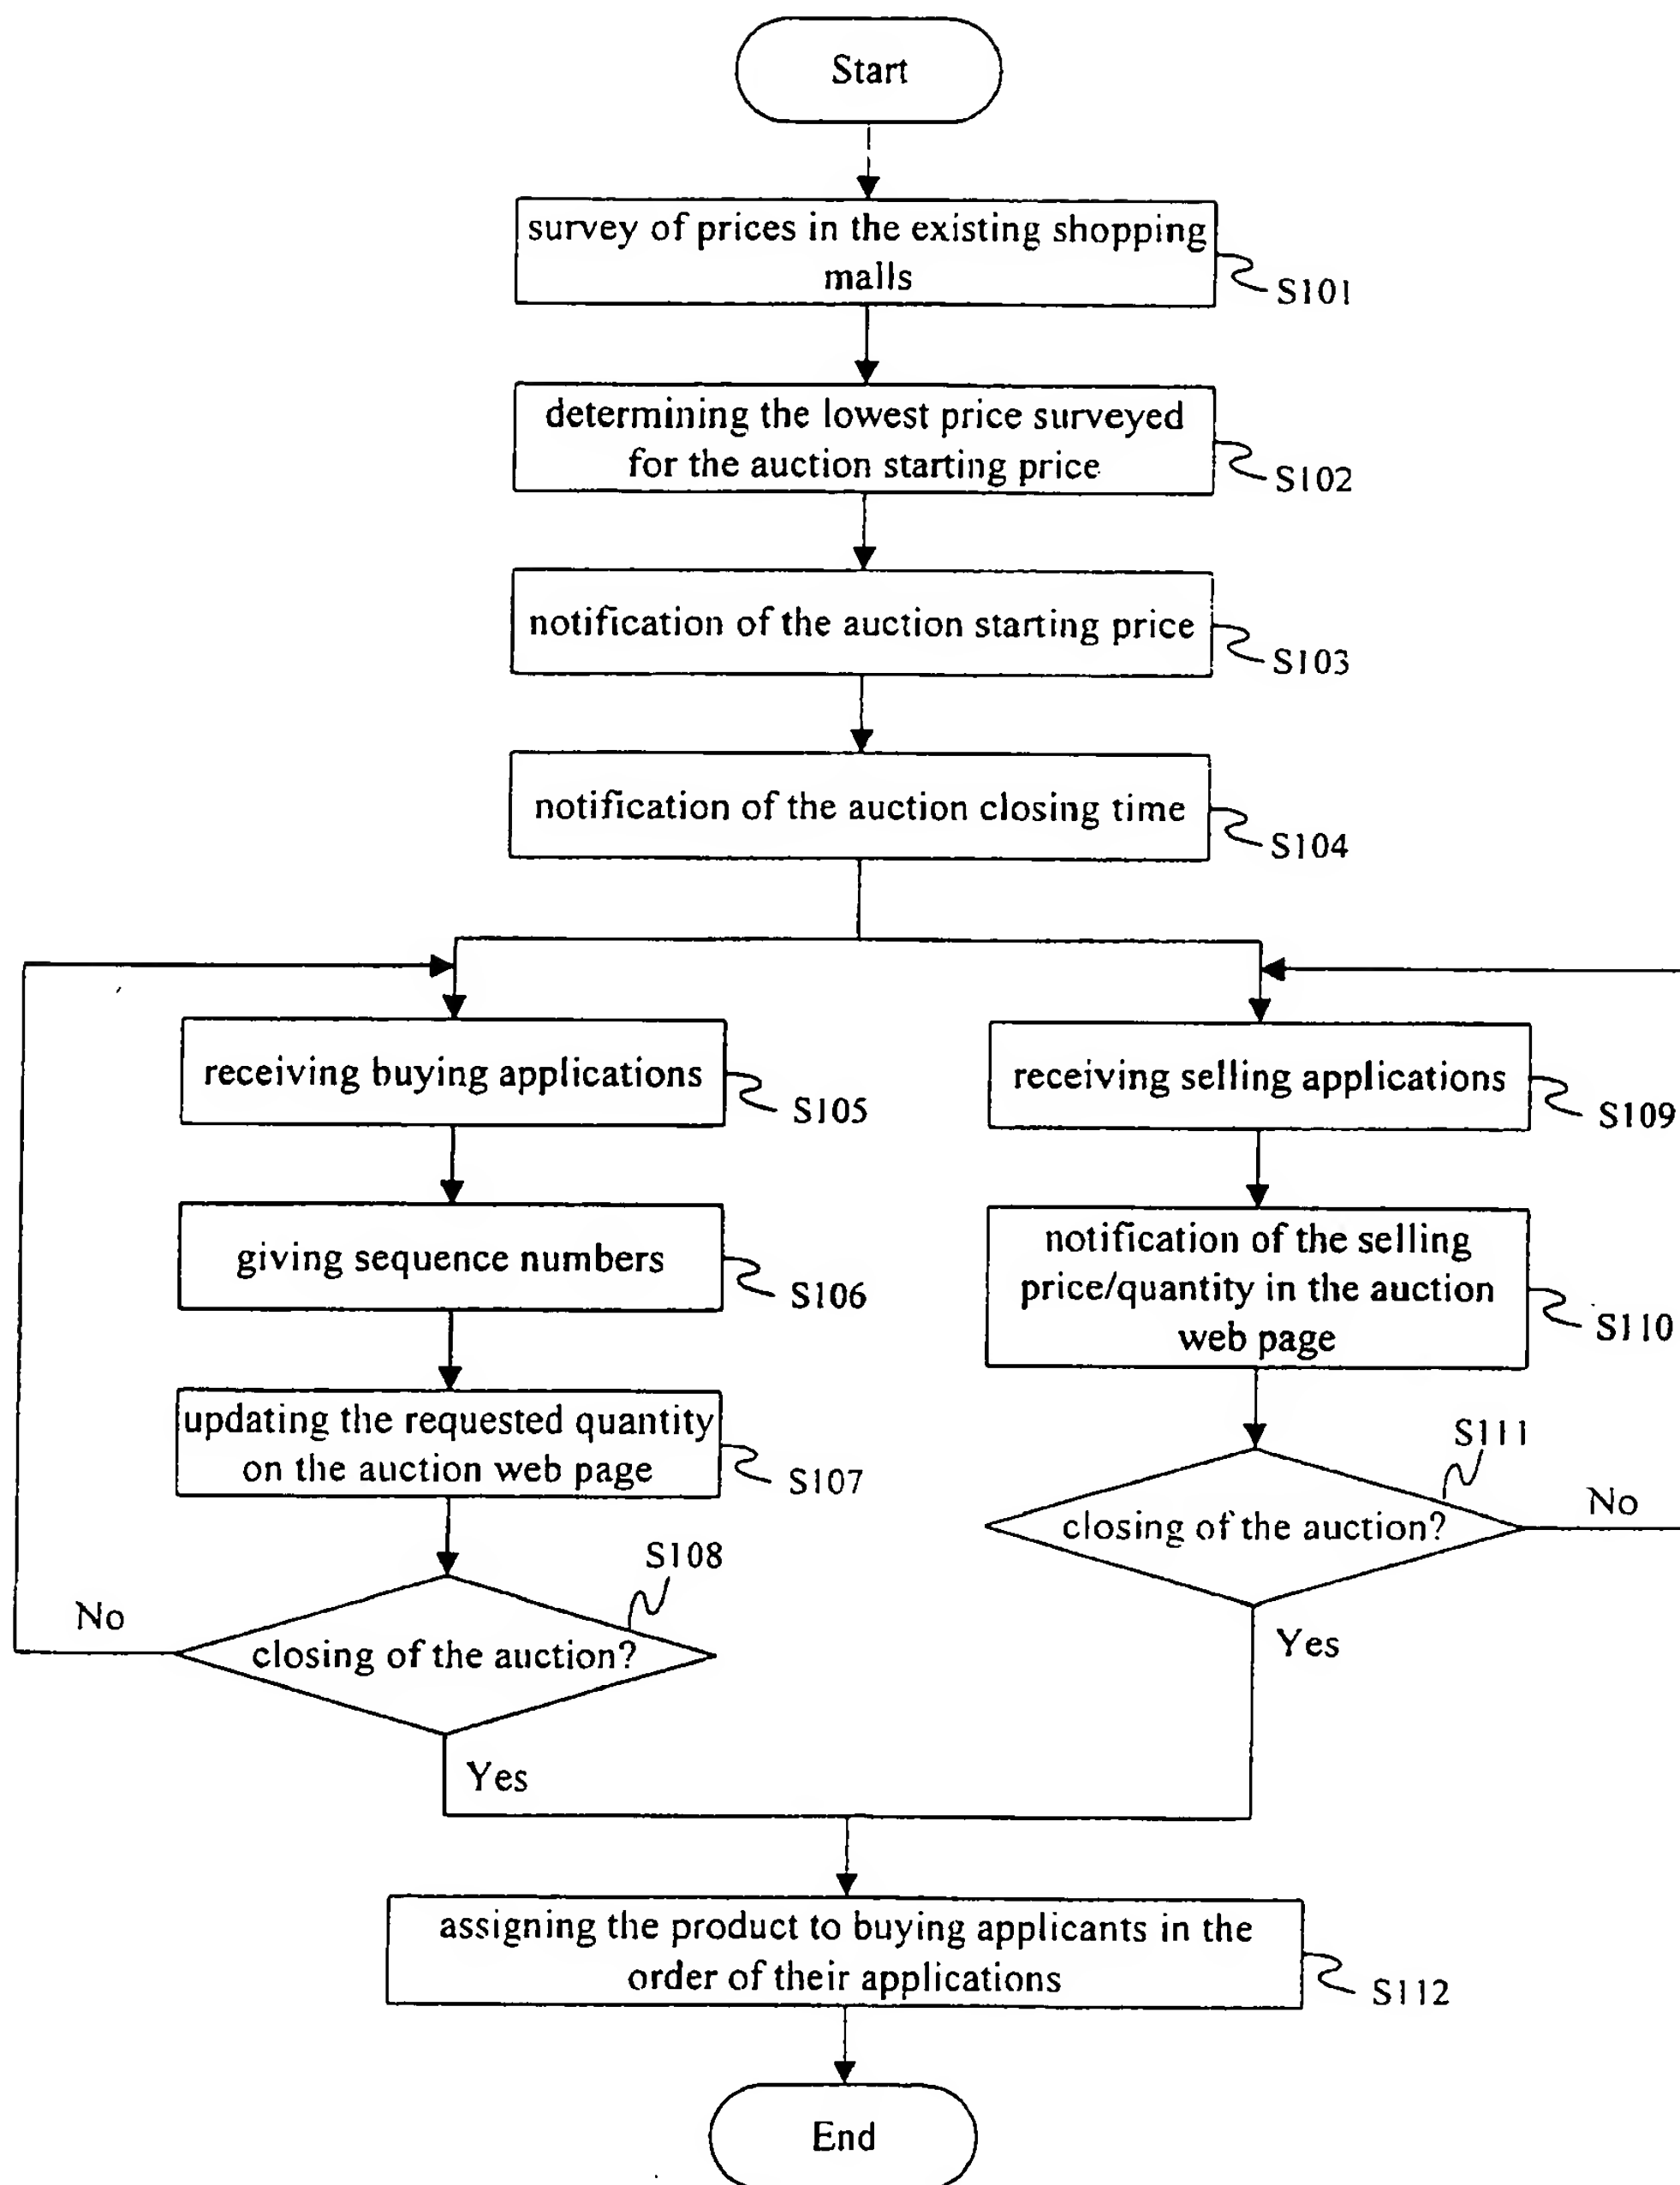 Start
survey of prices in the existing shopping
malls
S101
determining the lowest price surveyed
for the auction starting price
S102
notification of the auction starting price
S103
notification of the auction closing time
S104
receiving buying applications
S105
giving sequence numbers
S106
updating the requested quantity
on the auction web page
S107
S108
No
closing of the auction?
Yes
receiving selling applications
S109
notification of the selling
price/quantity in the auction
web page
S110
S111
closing of the auction?
No
Yes
assigning the product to buying applicants in the
order of their applications
S112
End